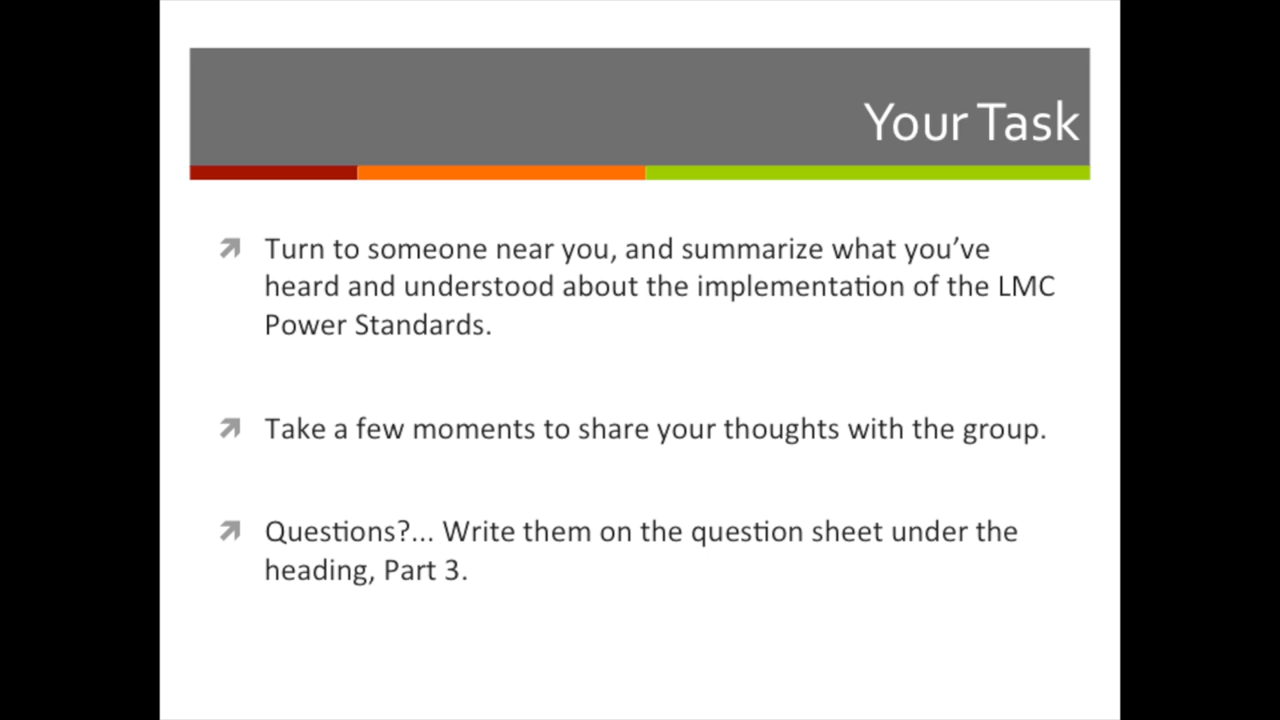 Your Task
Turn to someone near you, and summarize what you’ve
heard and understood about the implementation of the LMC
Power Standards.
Take a few moments to share your thoughts with the group.
Questions?... Write them on the question sheet under the
heading, Part 3.